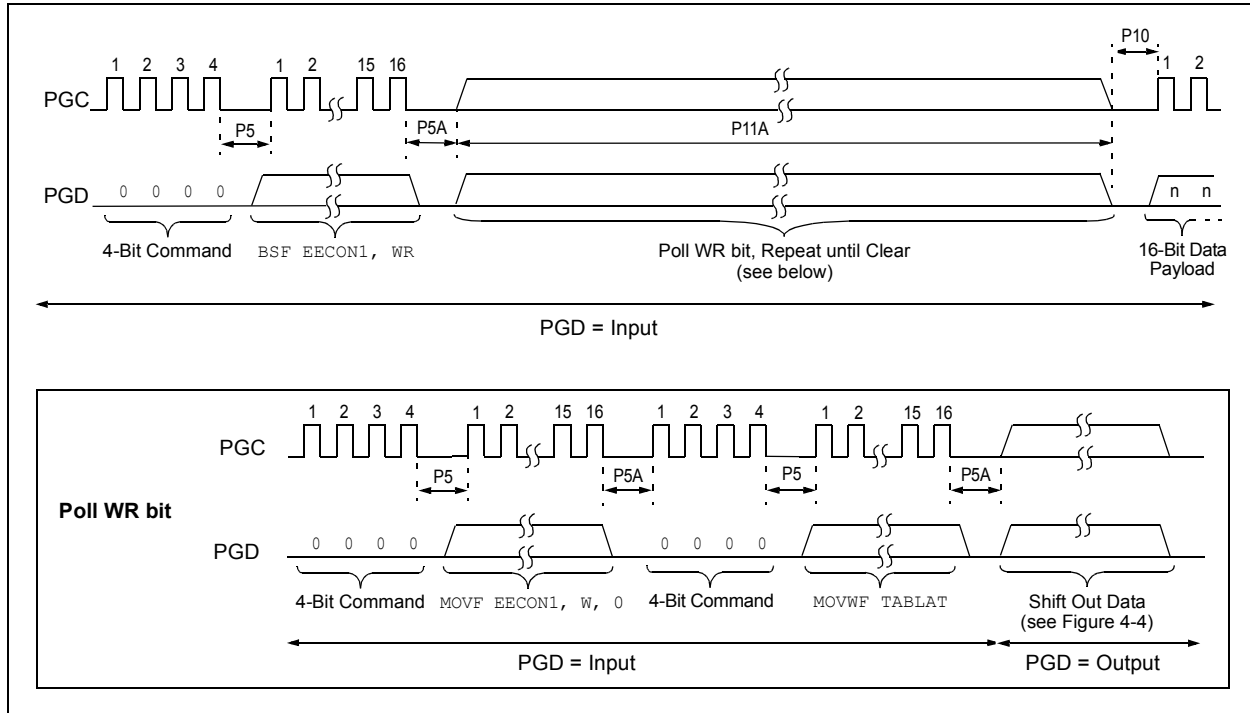 P10
1 2 3 4 1 2 15 16 1 2
PGC
P5 P5A P11A
PGD 0 0 0 0 n n
4-Bit Command BSF EECON1, WR Poll WR bit, Repeat until Clear 16-Bit Data
(see below) Payload
PGD = Input
1 2 3 4 1 2 15 16 1 2 3 4 1 2 15 16
PGC
P5 P5A P5 P5A
Poll WR bit
PGD 0 0 0 0 0 0 0 0
4-Bit Command MOVF EECON1, W, 0 4-Bit Command MOVWF TABLAT Shift Out Data
(see Figure 4-4)
PGD = Input PGD = Output